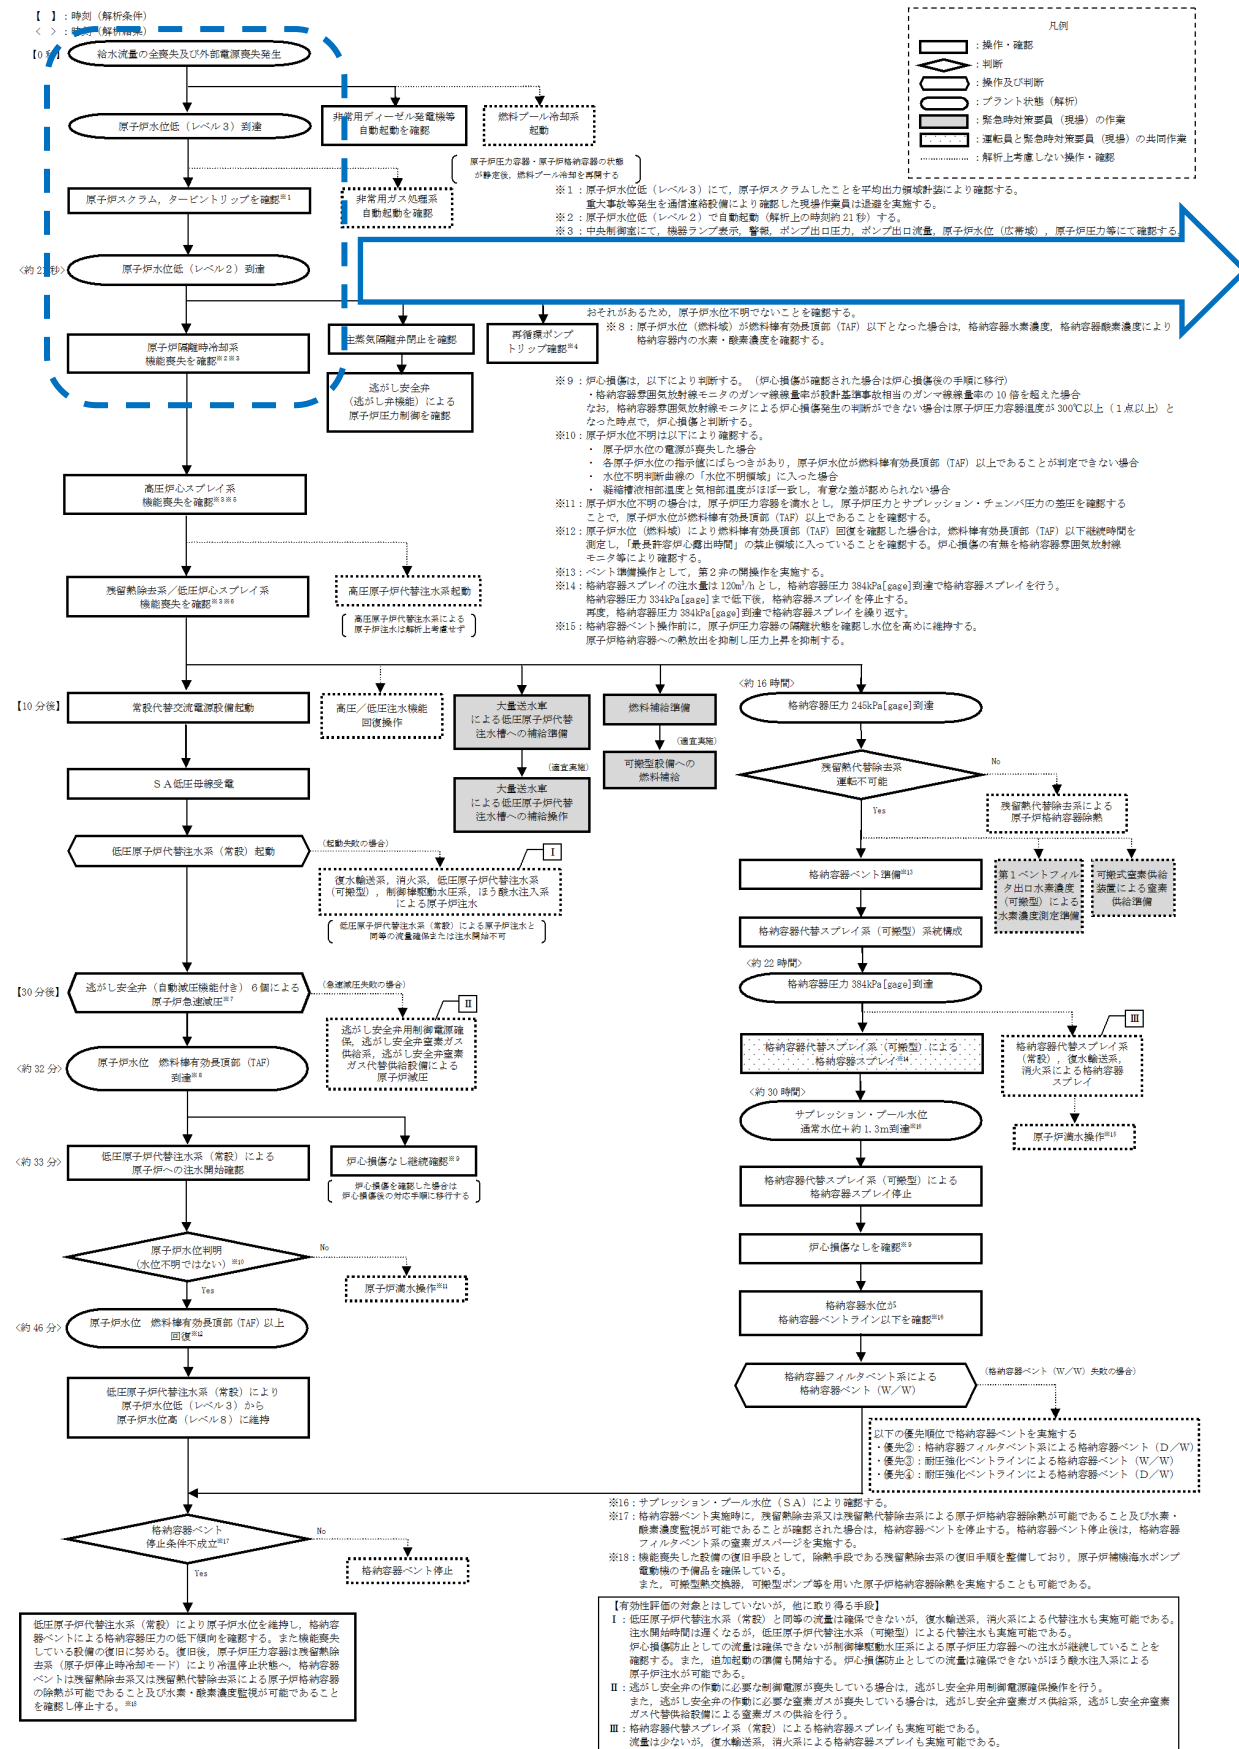 【　】：時刻（解析条件）
〈　〉：時刻（解析結果）
【0 秒】
給水流量の全喪失及び外部電源喪失発生
原子炉水位低（レベル３）到達
非常用ディーゼル発電機等
自動起動を確認
燃料プール冷却系
起動
原子炉圧力容器・原子炉格納容器の状態
が静定後，燃料プール冷却を再開する
原子炉スクラム，タービントリップを確認※1
非常用ガス処理系
自動起動を確認
〈約 21 秒〉
原子炉水位低（レベル２）到達
原子炉隔離時冷却系
機能喪失を確認※2※3
主蒸気隔離弁閉止を確認
再循環ポンプ
トリップ確認※4
逃がし安全弁
（逃がし弁機能）による
原子炉圧力制御を確認
高圧炉心スプレイ系
機能喪失を確認※3※5
残留熱除去系／低圧炉心スプレイ系
機能喪失を確認※3※6
高圧原子炉代替注水系起動
高圧原子炉代替注水系による
原子炉注水は解析上考慮せず
凡例
：操作・確認
：判断
：操作及び判断
：プラント状態（解析）
：緊急時対策要員（現場）の作業
：運転員と緊急時対策要員（現場）の共同作業
：解析上考慮しない操作・確認
※１：原子炉水位低（レベル３）にて，原子炉スクラムしたことを平均出力領域計装により確認する。
重大事故等発生を通信連絡設備により確認した現場作業員は退避を実施する。
※２：原子炉水位低（レベル２）で自動起動（解析上の時刻約 21 秒）する。
※３：中央制御室にて，機器ランプ表示，警報，ポンプ出口圧力，ポンプ出口流量，原子炉水位（広帯域），原子炉圧力等にて確認する。
おそれがあるため，原子炉水位不明でないことを確認する。
※８：原子炉水位（燃料域）が燃料棒有効長頂部（TAF）以下となった場合は，格納容器水素濃度，格納容器酸素濃度により
格納容器内の水素・酸素濃度を確認する。
※９：炉心損傷は，以下により判断する。（炉心損傷が確認された場合は炉心損傷後の手順に移行）
・格納容器雰囲気放射線モニタのガンマ線線量率が設計基準事故相当のガンマ線線量率の 10 倍を超えた場合
なお，格納容器雰囲気放射線モニタによる炉心損傷発生の判断ができない場合は原子炉圧力容器温度が 300℃以上（１点以上）と
なった時点で，炉心損傷と判断する。
※10：原子炉水位不明は以下により確認する。
・　原子炉水位の電源が喪失した場合
・　各原子炉水位の指示値にばらつきがあり，原子炉水位が燃料棒有効長頂部（TAF）以上であることが判定できない場合
・　水位不明判断曲線の「水位不明領域」に入った場合
・　凝縮槽液相部温度と気相部温度がほぼ一致し，有意な差が認められない場合
※11：原子炉水位不明の場合は，原子炉圧力容器を満水とし，原子炉圧力とサプレッション・チェンバ圧力の差圧を確認する
ことで，原子炉水位が燃料棒有効長頂部（TAF）以上であることを確認する。
※12：原子炉水位（燃料域）により燃料棒有効長頂部（TAF）回復を確認した場合は，燃料棒有効長頂部（TAF）以下継続時間を
測定し，「最長許容炉心露出時間」の禁止領域に入っていることを確認する。炉心損傷の有無を格納容器雰囲気放射線
モニタ等により確認する。
※13：ベント準備操作として，第２弁の開操作を実施する。
※14：格納容器スプレイの注水量は 120m³/h とし，格納容器圧力 384kPa[gage]到達で格納容器スプレイを行う。
格納容器圧力 334kPa[gage]まで低下後，格納容器スプレイを停止する。
再度，格納容器圧力 384kPa[gage]到達で格納容器スプレイを繰り返す。
※15：格納容器ベント操作前に，原子炉圧力容器の隔離状態を確認し水位を高めに維持する。
原子炉格納容器への熱放出を抑制し圧力上昇を抑制する。
【10 分後】
常設代替交流電源設備起動
高圧／低圧注水機能
回復操作
大量送水車
による低圧原子炉代替
注水槽への補給準備
燃料補給準備
（適宜実施）
可搬型設備への
燃料補給
（適宜実施）
大量送水車
による低圧原子炉代替
注水槽への補給操作
ＳＡ低圧母線受電
低圧原子炉代替注水系（常設）起動
（起動失敗の場合）
Ⅰ
復水輸送系，消火系，低圧原子炉代替注水系
（可搬型），制御棒駆動水圧系，ほう酸水注入系
による原子炉注水
低圧原子炉代替注水系（常設）による原子炉注水と
同等の流量確保または注水開始不可
【30 分後】
逃がし安全弁（自動減圧機能付き）６個による
原子炉急速減圧※7
（急速減圧失敗の場合）
Ⅱ
逃がし安全弁用制御電源確
保，逃がし安全弁窒素ガス
供給系，逃がし安全弁窒素
ガス代替供給設備による
原子炉減圧
〈約 32 分〉
原子炉水位　燃料棒有効長頂部（TAF）
到達※8
〈約 33 分〉
低圧原子炉代替注水系（常設）による
原子炉への注水開始確認
炉心損傷なし継続確認※9
炉心損傷を確認した場合は
炉心損傷後の対応手順に移行する
原子炉水位判明
（水位不明ではない）※10
No
Yes
原子炉満水操作※11
〈約 46 分〉
原子炉水位　燃料棒有効長頂部（TAF）以上
回復※12
低圧原子炉代替注水系（常設）により
原子炉水位低（レベル３）から
原子炉水位高（レベル８）に維持
格納容器ベント
停止条件不成立※17
No
Yes
格納容器ベント停止
低圧原子炉代替注水系（常設）により原子炉水位を維持し，格納容
器ベントによる格納容器圧力の低下傾向を確認する。また機能喪失
している設備の復旧に努める。復旧後，原子炉圧力容器は残留熱除
去系（原子炉停止時冷却モード）により冷温停止状態へ，格納容器
ベントは残留熱除去系又は残留熱代替除去系による原子炉格納容器
の除熱が可能であること及び水素・酸素濃度監視が可能であること
を確認し停止する。※18
〈約 16 時間〉
格納容器圧力 245kPa[gage]到達
残留熱代替除去系
運転不可能
No
Yes
残留熱代替除去系による
原子炉格納容器除熱
格納容器ベント準備※13
第１ベントフィル
タ出口水素濃度
（可搬型）による
水素濃度測定準備
可搬式窒素供給
装置による窒素
供給準備
格納容器代替スプレイ系（可搬型）系統構成
〈約 22 時間〉
格納容器圧力 384kPa[gage]到達
Ⅲ
格納容器代替スプレイ系（可搬型）による
格納容器スプレイ※14
格納容器代替スプレイ系
（常設），復水輸送系，
消火系による格納容器
スプレイ
〈約 30 時間〉
サプレッション・プール水位
通常水位＋約 1.3m到達※16
原子炉満水操作※15
格納容器代替スプレイ系（可搬型）による
格納容器スプレイ停止
炉心損傷なしを確認※9
格納容器水位が
格納容器ベントライン以下を確認※16
格納容器フィルタベント系による
格納容器ベント（Ｗ／Ｗ）
（格納容器ベント（Ｗ／Ｗ）失敗の場合）
以下の優先順位で格納容器ベントを実施する
・優先②：格納容器フィルタベント系による格納容器ベント（Ｄ／Ｗ）
・優先③：耐圧強化ベントラインによる格納容器ベント（Ｗ／Ｗ）
・優先④：耐圧強化ベントラインによる格納容器ベント（Ｄ／Ｗ）
※16：サプレッション・プール水位（ＳＡ）により確認する。
※17：格納容器ベント実施時に，残留熱除去系又は残留熱代替除去系による原子炉格納容器除熱が可能であること及び水素・
酸素濃度監視が可能であることが確認された場合は，格納容器ベントを停止する。格納容器ベント停止後は，格納容器
フィルタベント系の窒素ガスパージを実施する。
※18：機能喪失した設備の復旧手段として，除熱手段である残留熱除去系の復旧手順を整備しており，原子炉補機海水ポンプ
電動機の予備品を確保している。
また，可搬型熱交換器，可搬型ポンプ等を用いた原子炉格納容器除熱を実施することも可能である。
【有効性評価の対象とはしていないが，他に取り得る手段】
Ⅰ：低圧原子炉代替注水系（常設）と同等の流量は確保できないが，復水輸送系，消火系による代替注水も実施可能である。
注水開始時間は遅くなるが，低圧原子炉代替注水系（可搬型）による代替注水も実施可能である。
炉心損傷防止としての流量は確保できないが制御棒駆動水圧系による原子炉圧力容器への注水が継続していることを
確認する。また，追加起動の準備も開始する。炉心損傷防止としての流量は確保できないがほう酸水注入系による
原子炉注水が可能である。
Ⅱ：逃がし安全弁の作動に必要な制御電源が喪失している場合は，逃がし安全弁用制御電源確保操作を行う。
また，逃がし安全弁の作動に必要な窒素ガスが喪失している場合は，逃がし安全弁窒素ガス供給系，逃がし安全弁窒素
ガス代替供給設備による窒素ガスの供給を行う。
Ⅲ：格納容器代替スプレイ系（常設）による格納容器スプレイも実施可能である。
流量は少ないが，復水輸送系，消火系による格納容器スプレイも実施可能である。